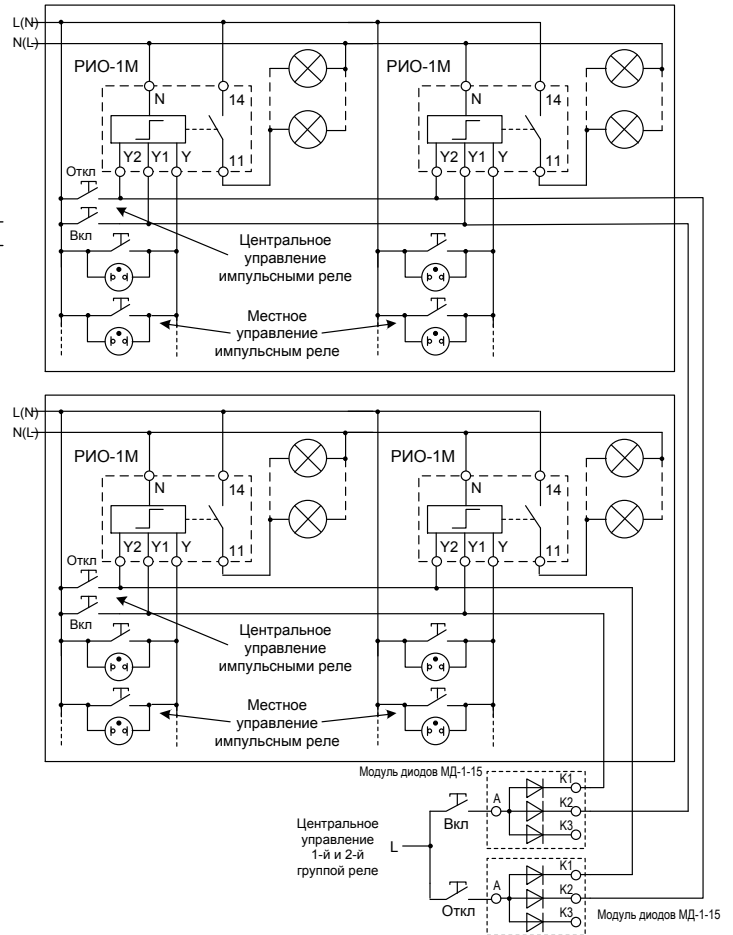 L(N)
N(L)
РИО-1М
РИО-1М
N
14
N
14
Y2 Y1 Y
11
Y2 Y1 Y
11
Откл
Вкл
Центральное
управление
импульсными реле
Местное
управление
импульсным реле
L(N)
N(L)
РИО-1М
РИО-1М
N
14
N
14
Y2 Y1 Y
11
Y2 Y1 Y
11
Откл
Вкл
Центральное
управление
импульсными реле
Местное
управление
импульсным реле
Модуль диодов МД-1-15
K1
A
K2
Вкл
K3
Центральное
управление
1-й и 2-й
группой реле
L
K1
A
K2
Откл
K3
Модуль диодов МД-1-15